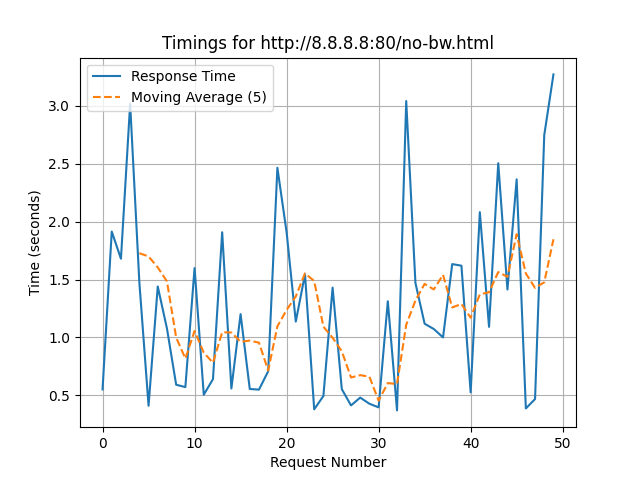 Timings for http://8.8.8.8:80/no-bw.html
Response Time
Moving Average (5)
3.0
2.5
2.0
1.5
1.0
0.5
Time (seconds)
0 10 20 30 40 50
Request Number